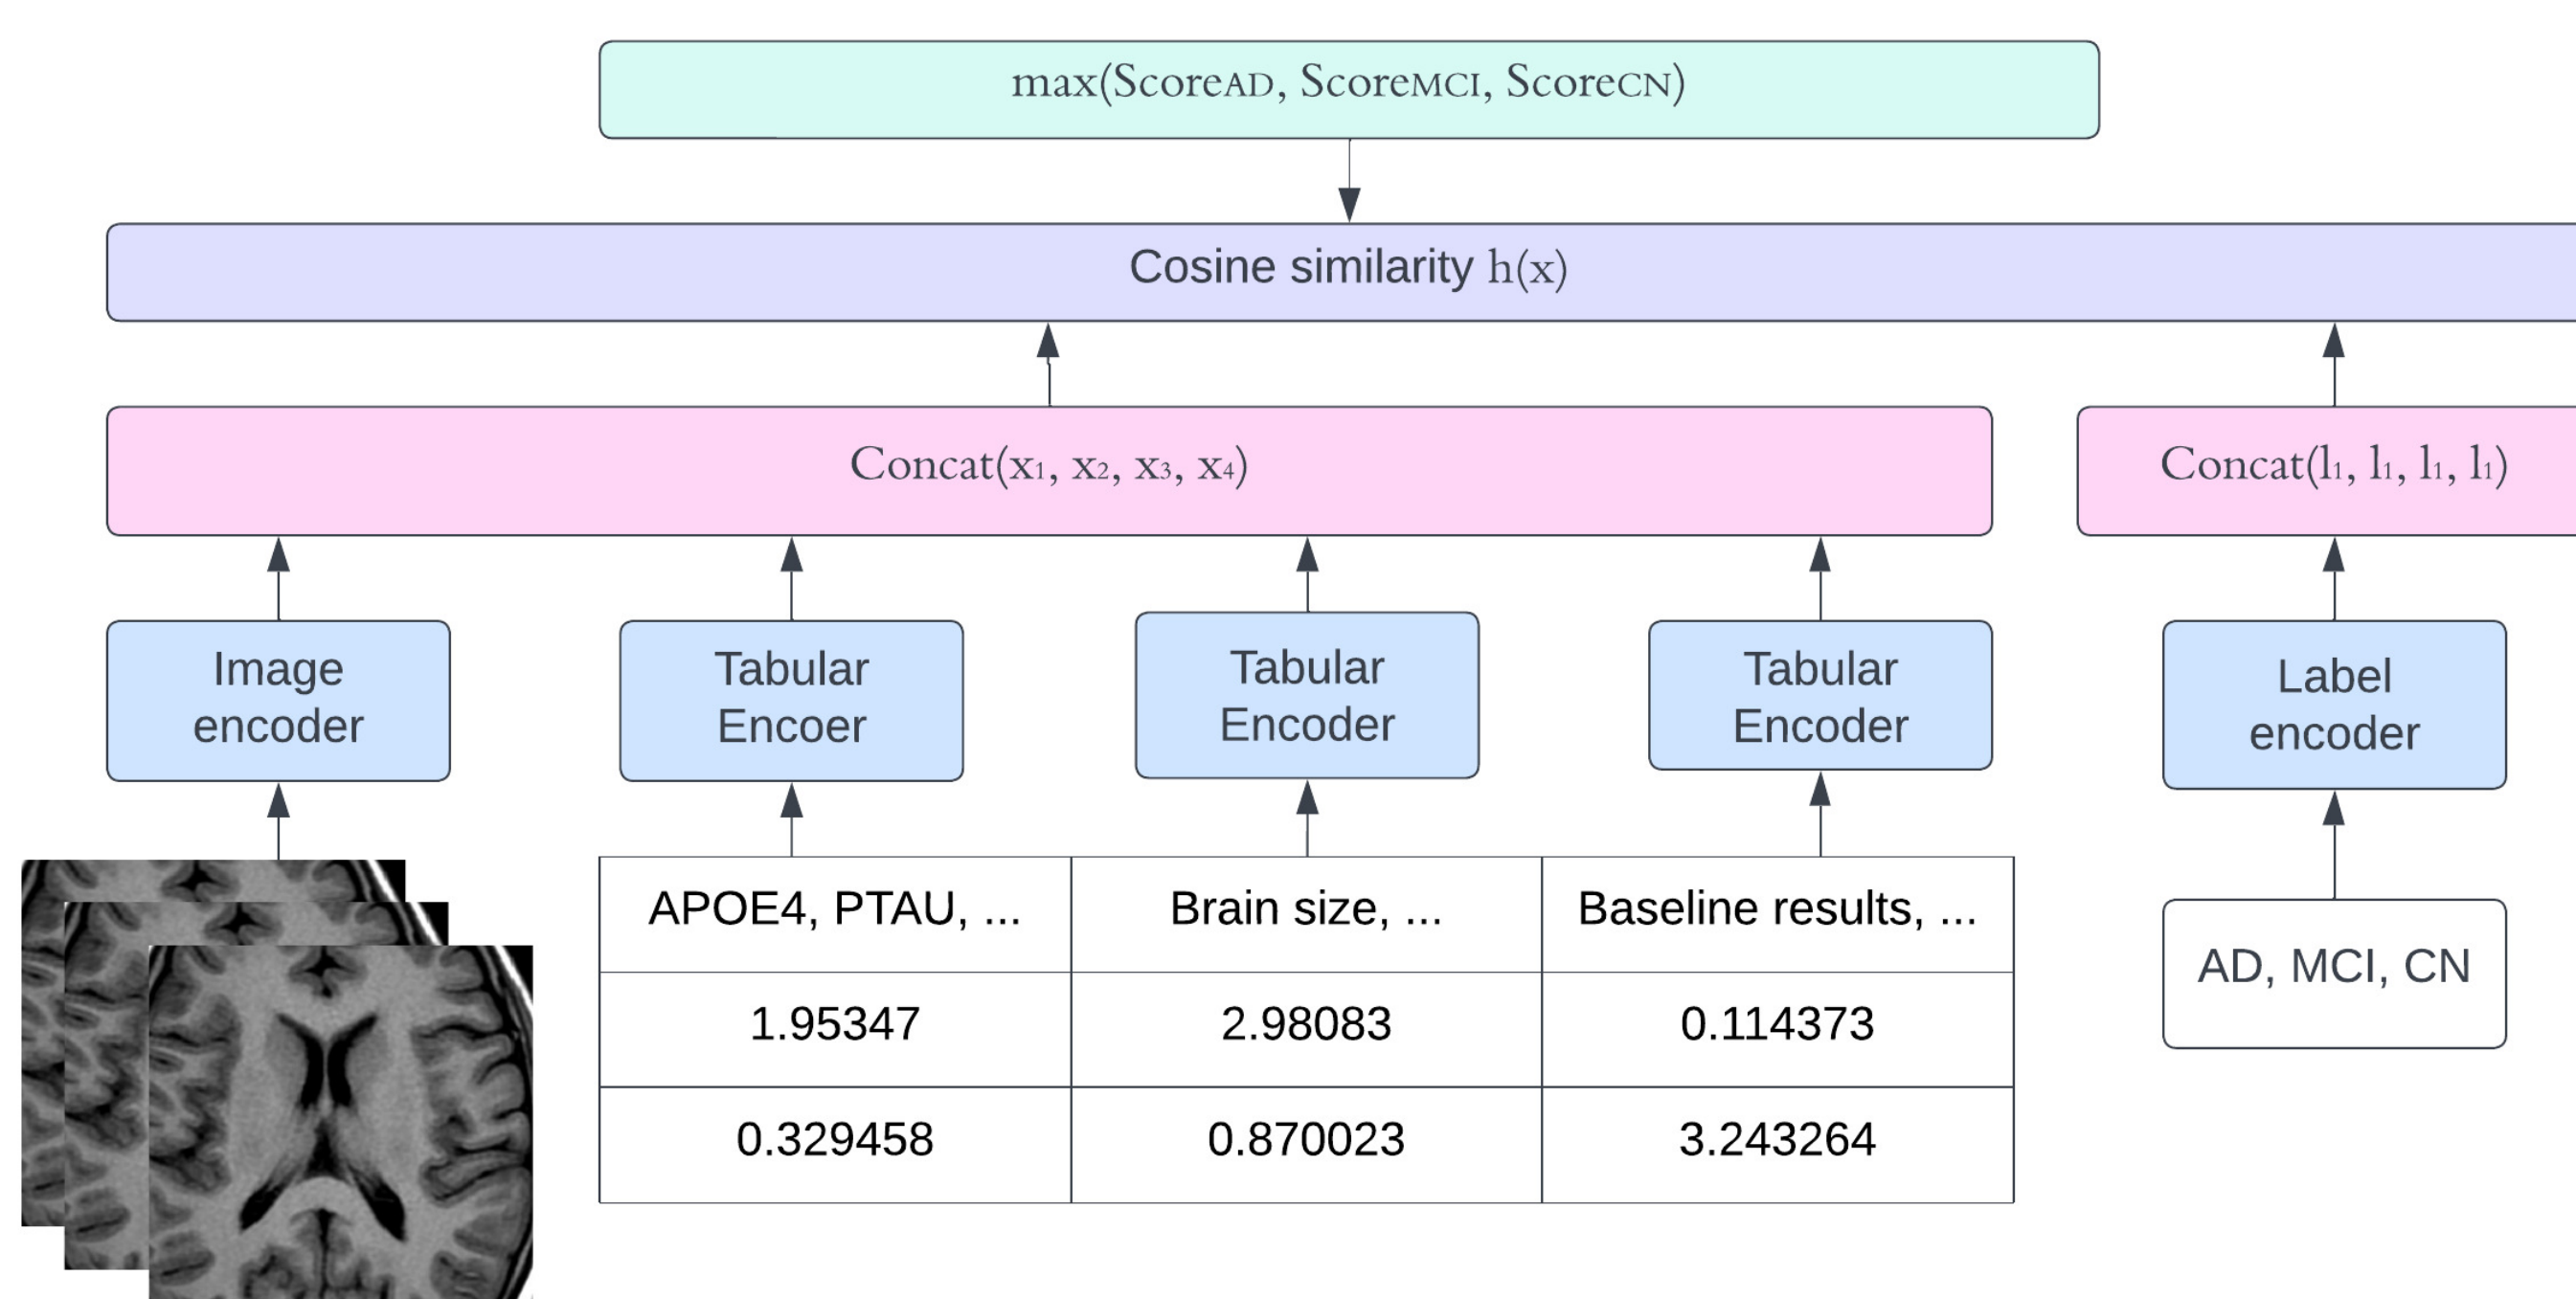 max(ScoreAD, ScoreMCI, ScoreCN)
Cosine similarity h(x)
Concat(x1, x2, x3, x4)
Concat(l1, l1, l1, l1)
Image
encoder
Tabular
Encoer
Tabular
Encoder
Tabular
Encoder
Label
encoder
APOE4, PTAU, ...
Brain size, ...
Baseline results, ...
1.95347
2.98083
0.114373
0.329458
0.870023
3.243264
AD, MCI, CN